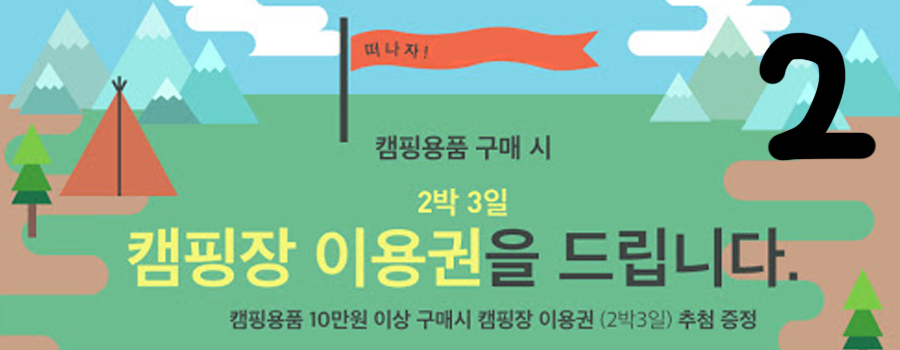 떠나자!
2
캠핑용품 구매 시
2박 3일
캠핑장 이용권을 드립니다.
캠핑용품 10만원 이상 구매시 캠핑장 이용권 (2박3일) 추첨 증정